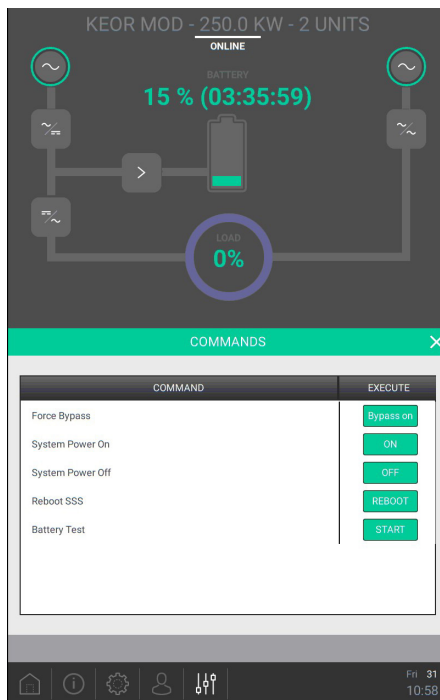 KEOR MOD - 250.0 KW - 2 UNITS
ONLINE
BATTERY
15 % (03:35:59)
LOAD
0%
COMMANDS
COMMAND EXECUTE
Force Bypass Bypass on
System Power On ON
System Power Off OFF
Reboot SSS REBOOT
Battery Test START
Fri 31
10:58